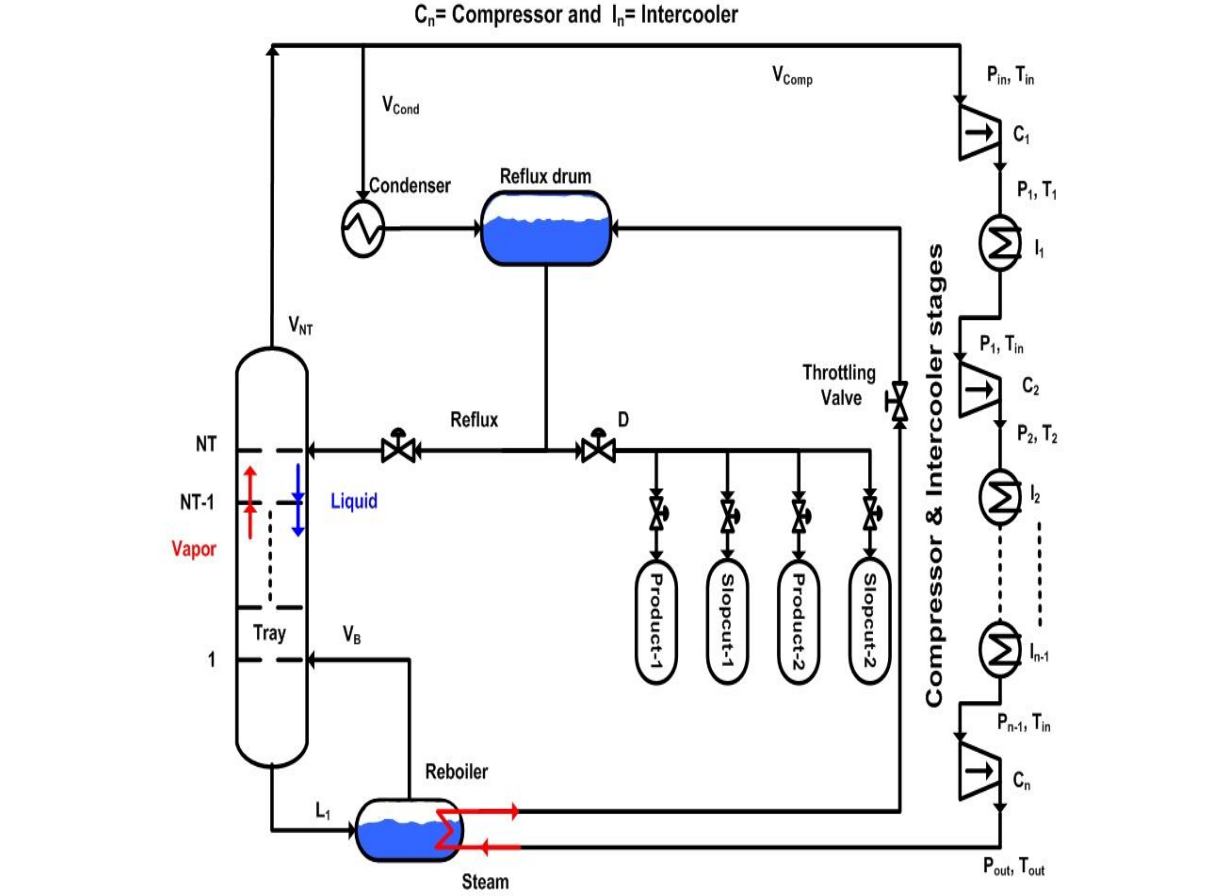 Cn= Compressor and In= Intercooler
VComp
Pin, Tin
VCond
C1
Condenser
Reflux drum
P1, T1
I1
VNT
P1, Tin
Throttling
Valve
C2
Reflux
D
P2, T2
NT
NT-1
Liquid
I2
Vapor
Compressor & Intercooler stages
Product-1
Slopcut-1
Product-2
Slopcut-2
Tray
VB
1
In-1
Pn-1, Tin
Reboiler
Cn
L1
Pout, Tout
Steam